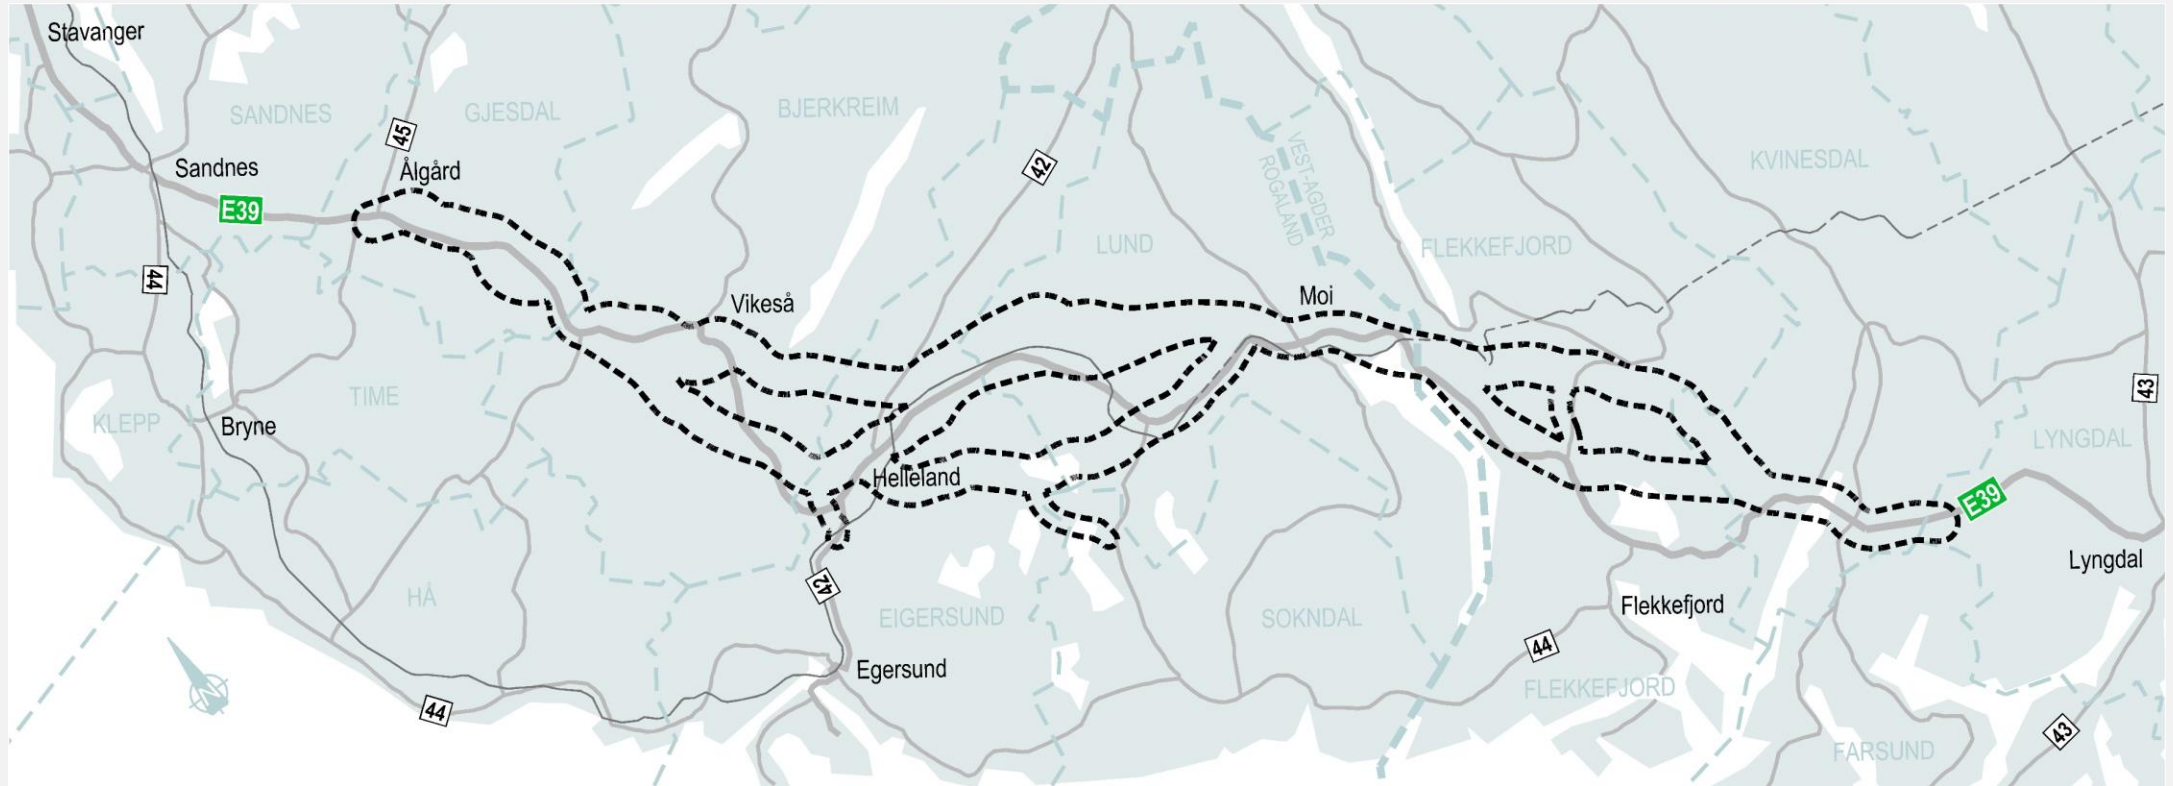 Stavanger
SANDNES
GJESDAL
BJERKREIM
45
Sandnes
Ålgård
42
VEST-AGDER
ROGALAND
KVINESDAL
E39
LUND
FLEKKEFJORD
44
Vikeså
Moi
TIME
43
KLEPP
Bryne
LYNGDAL
Helleland
E39
Lyngdal
HÅ
42
EIGERSUND
SOKNDAL
Flekkefjord
44
Egersund
FLEKKEFJORD
N
44
43
FARSUND